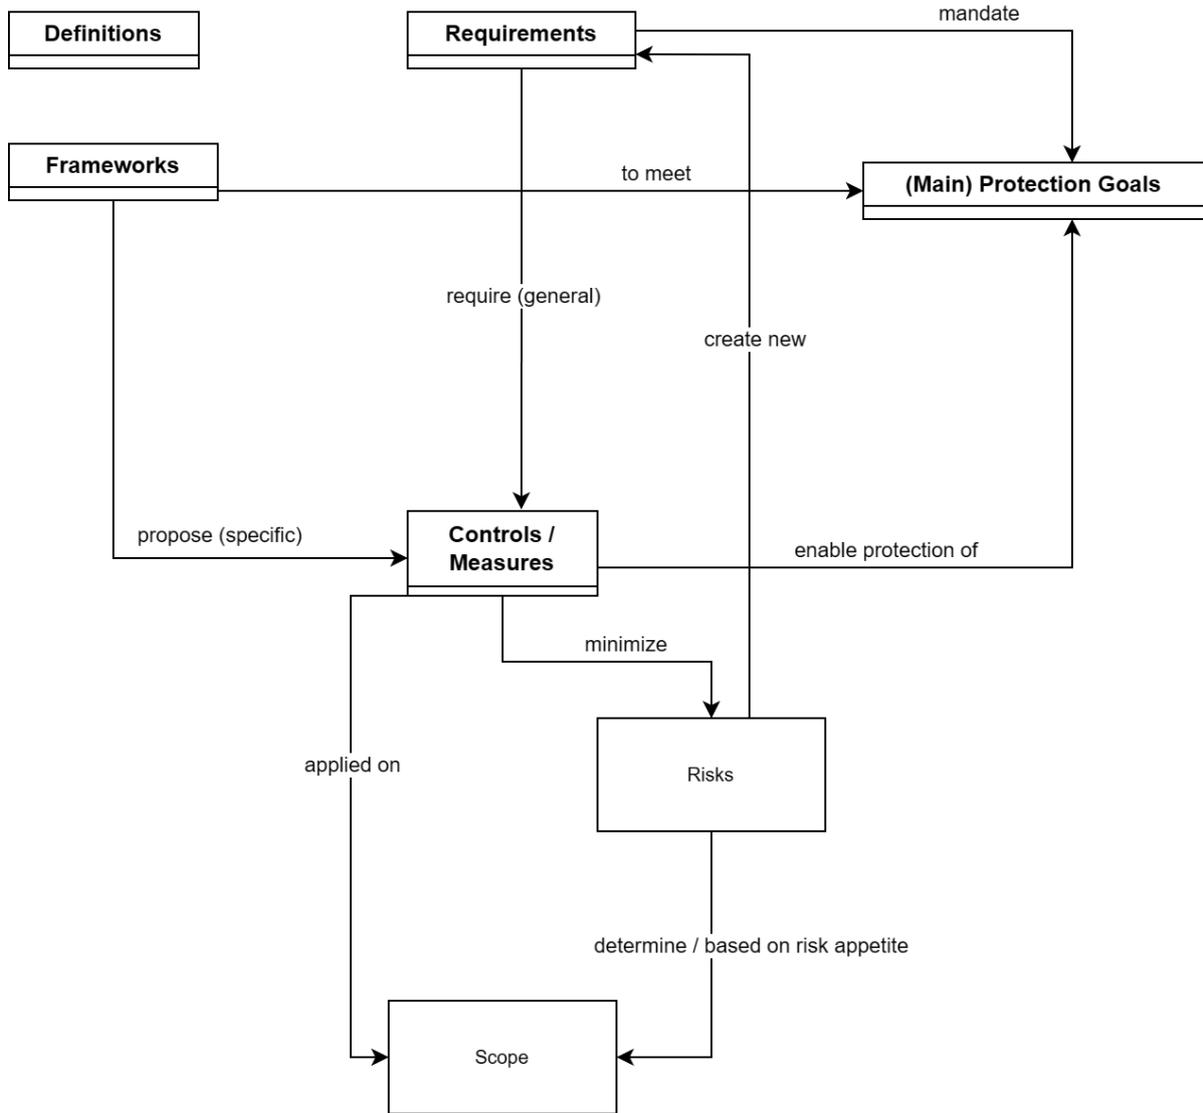 mandate
Definitions
Requirements
Frameworks
to meet
(Main) Protection Goals
require (general)
create new
propose (specific)
Controls /
Measures
enable protection of
minimize
applied on
Risks
determine / based on risk appetite
Scope